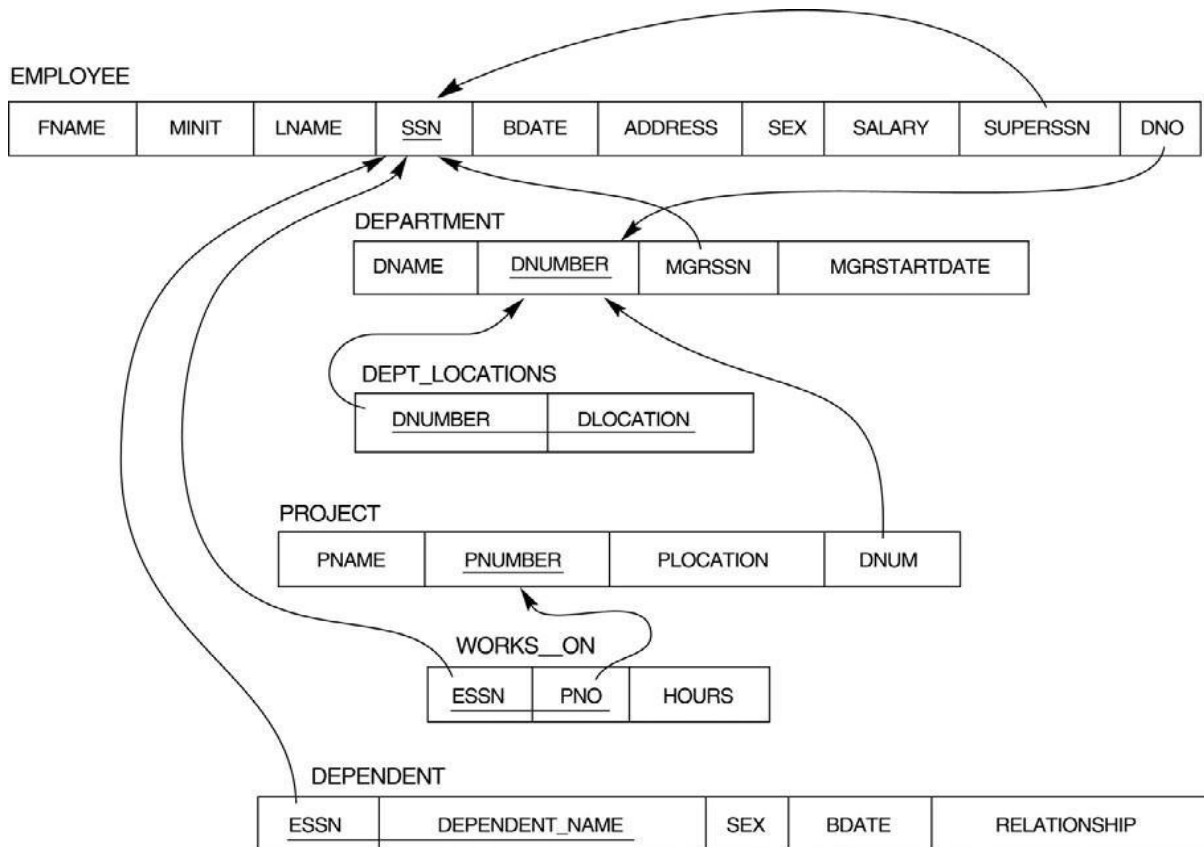 EMPLOYEE
FNAME MINIT LNAME SSN BDATE ADDRESS SEX SALARY SUPERSSN DNO
DEPARTMENT
DNAME DNUMBER MGRSSN MGRSTARTDATE
DEPT_LOCATIONS
DNUMBER DLOCATION
PROJECT
PNAME PNUMBER PLOCATION DNUM
WORKS__ON
ESSN PNO HOURS
DEPENDENT
ESSN DEPENDENT_NAME SEX BDATE RELATIONSHIP